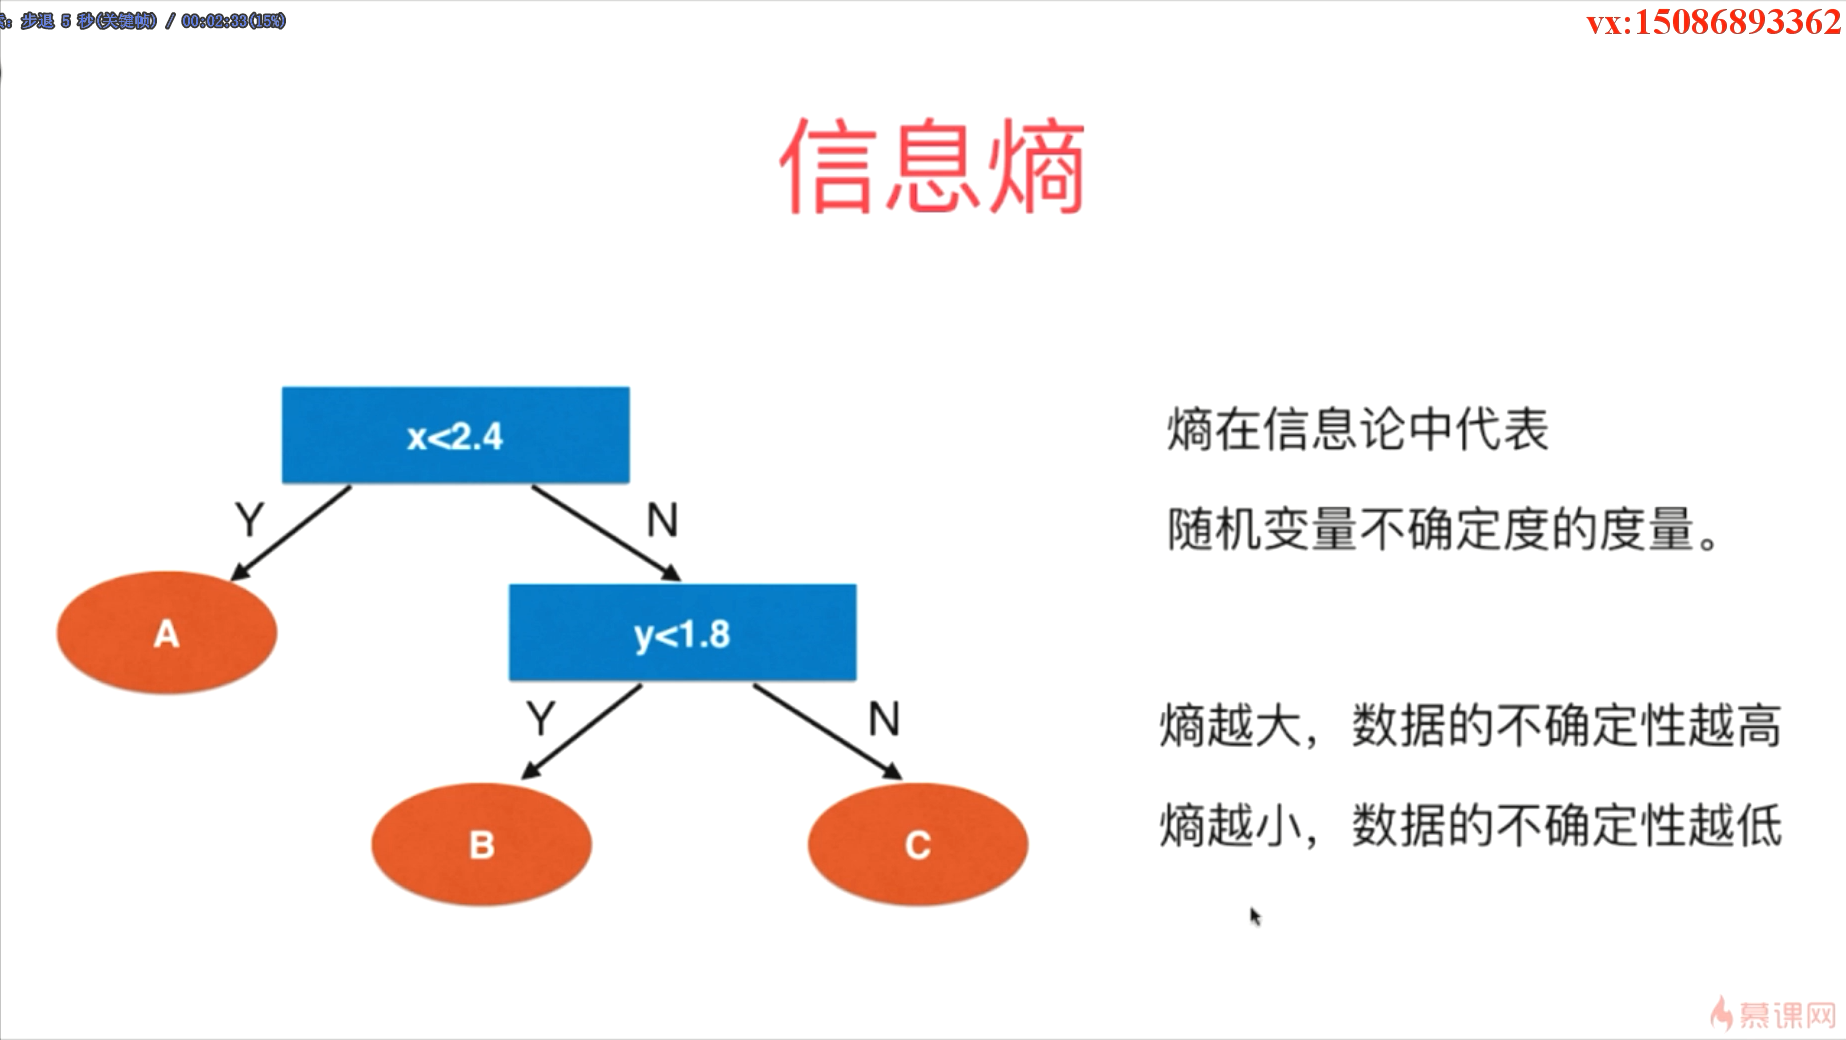 步退 5 秒(关键帧) / 00:02:33(15%)
vx:15086893362
信息熵
x<2.4
Y
N
A
y<1.8
Y
N
B
C
熵在信息论中代表
随机变量不确定度的度量。
熵越大，数据的不确定性越高
熵越小，数据的不确定性越低
慕课网